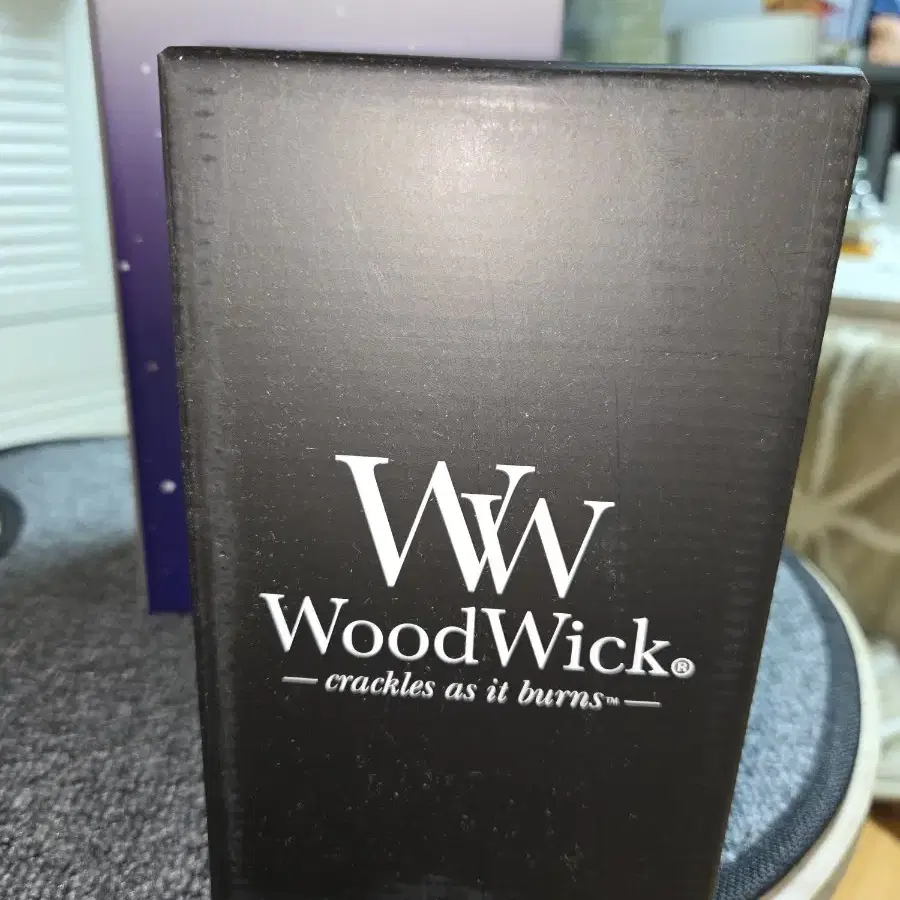 WW
WoodWick®
crackles as it burns™